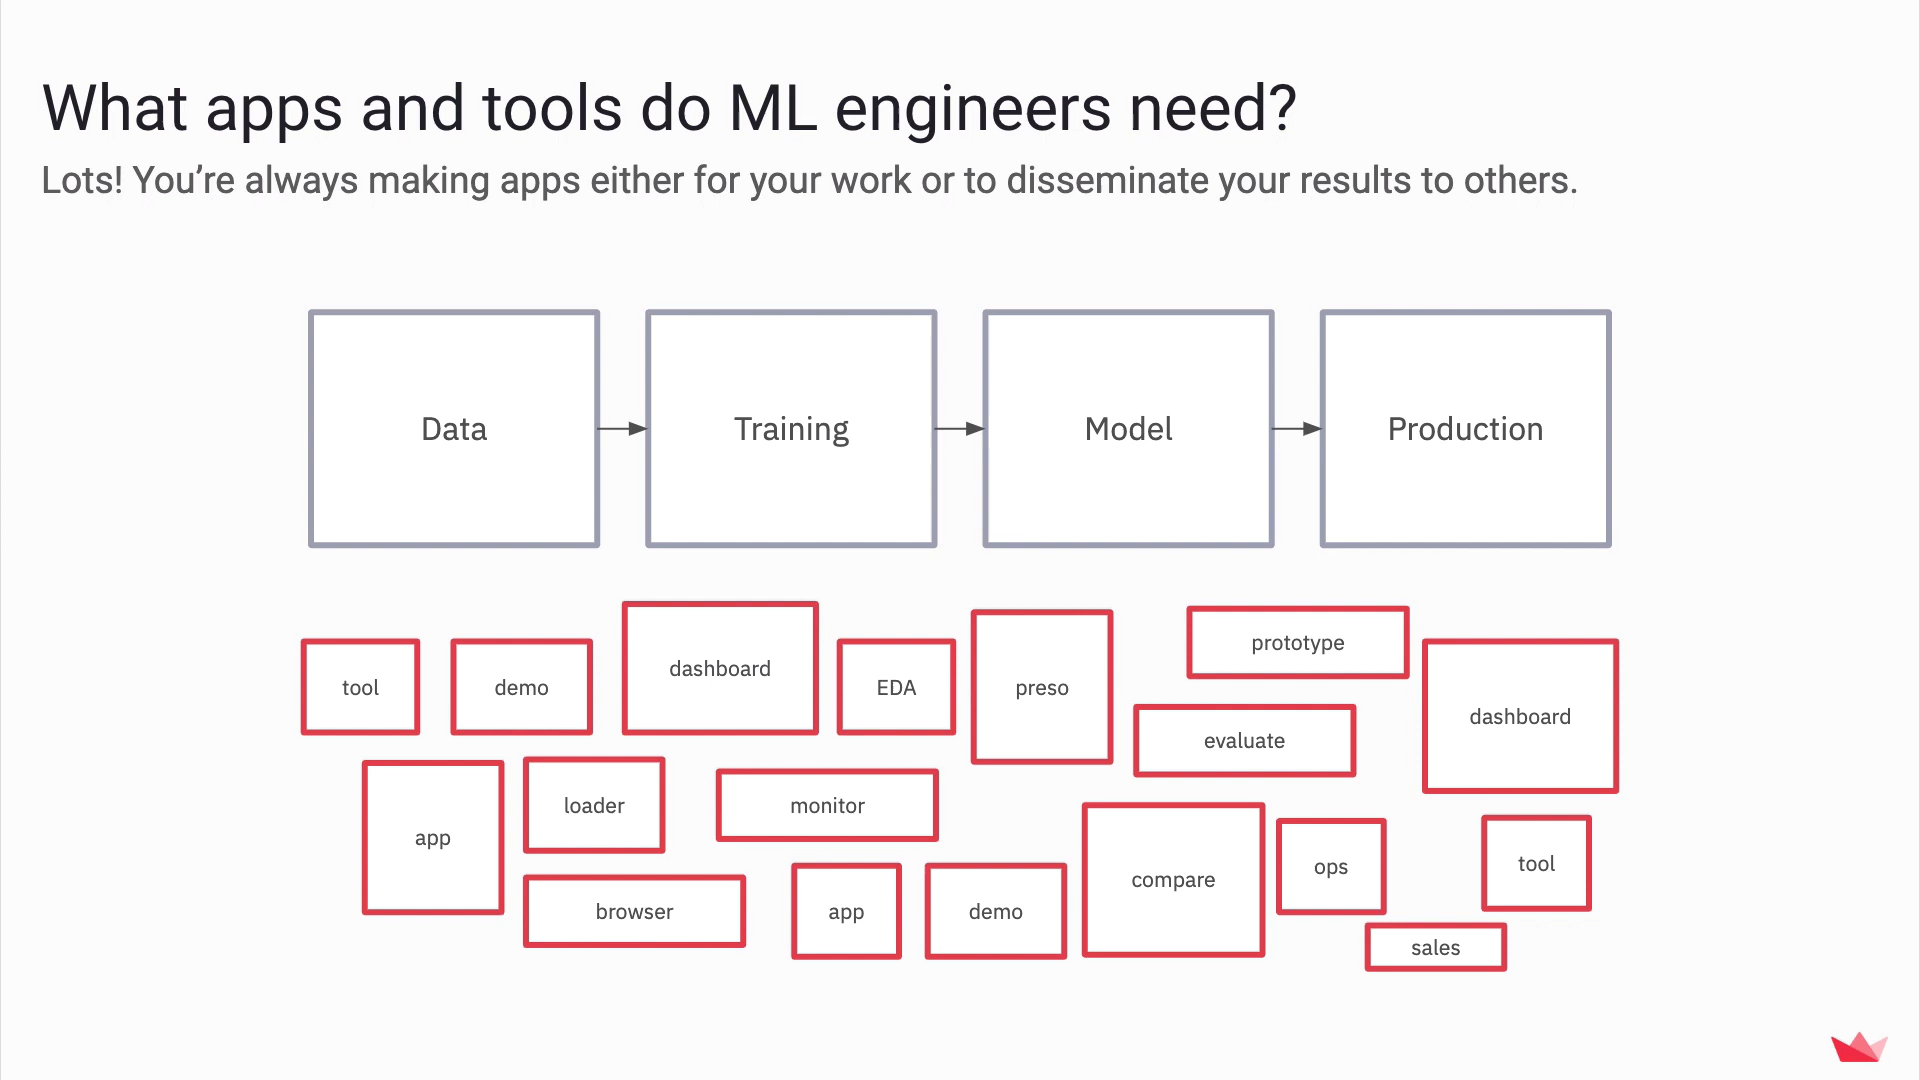 What apps and tools do ML engineers need?
Lots! You’re always making apps either for your work or to disseminate your results to others.
Data
Training
Model
Production
tool
demo
dashboard
EDA
preso
prototype
evaluate
dashboard
app
loader
monitor
browser
app
demo
compare
ops
tool
sales